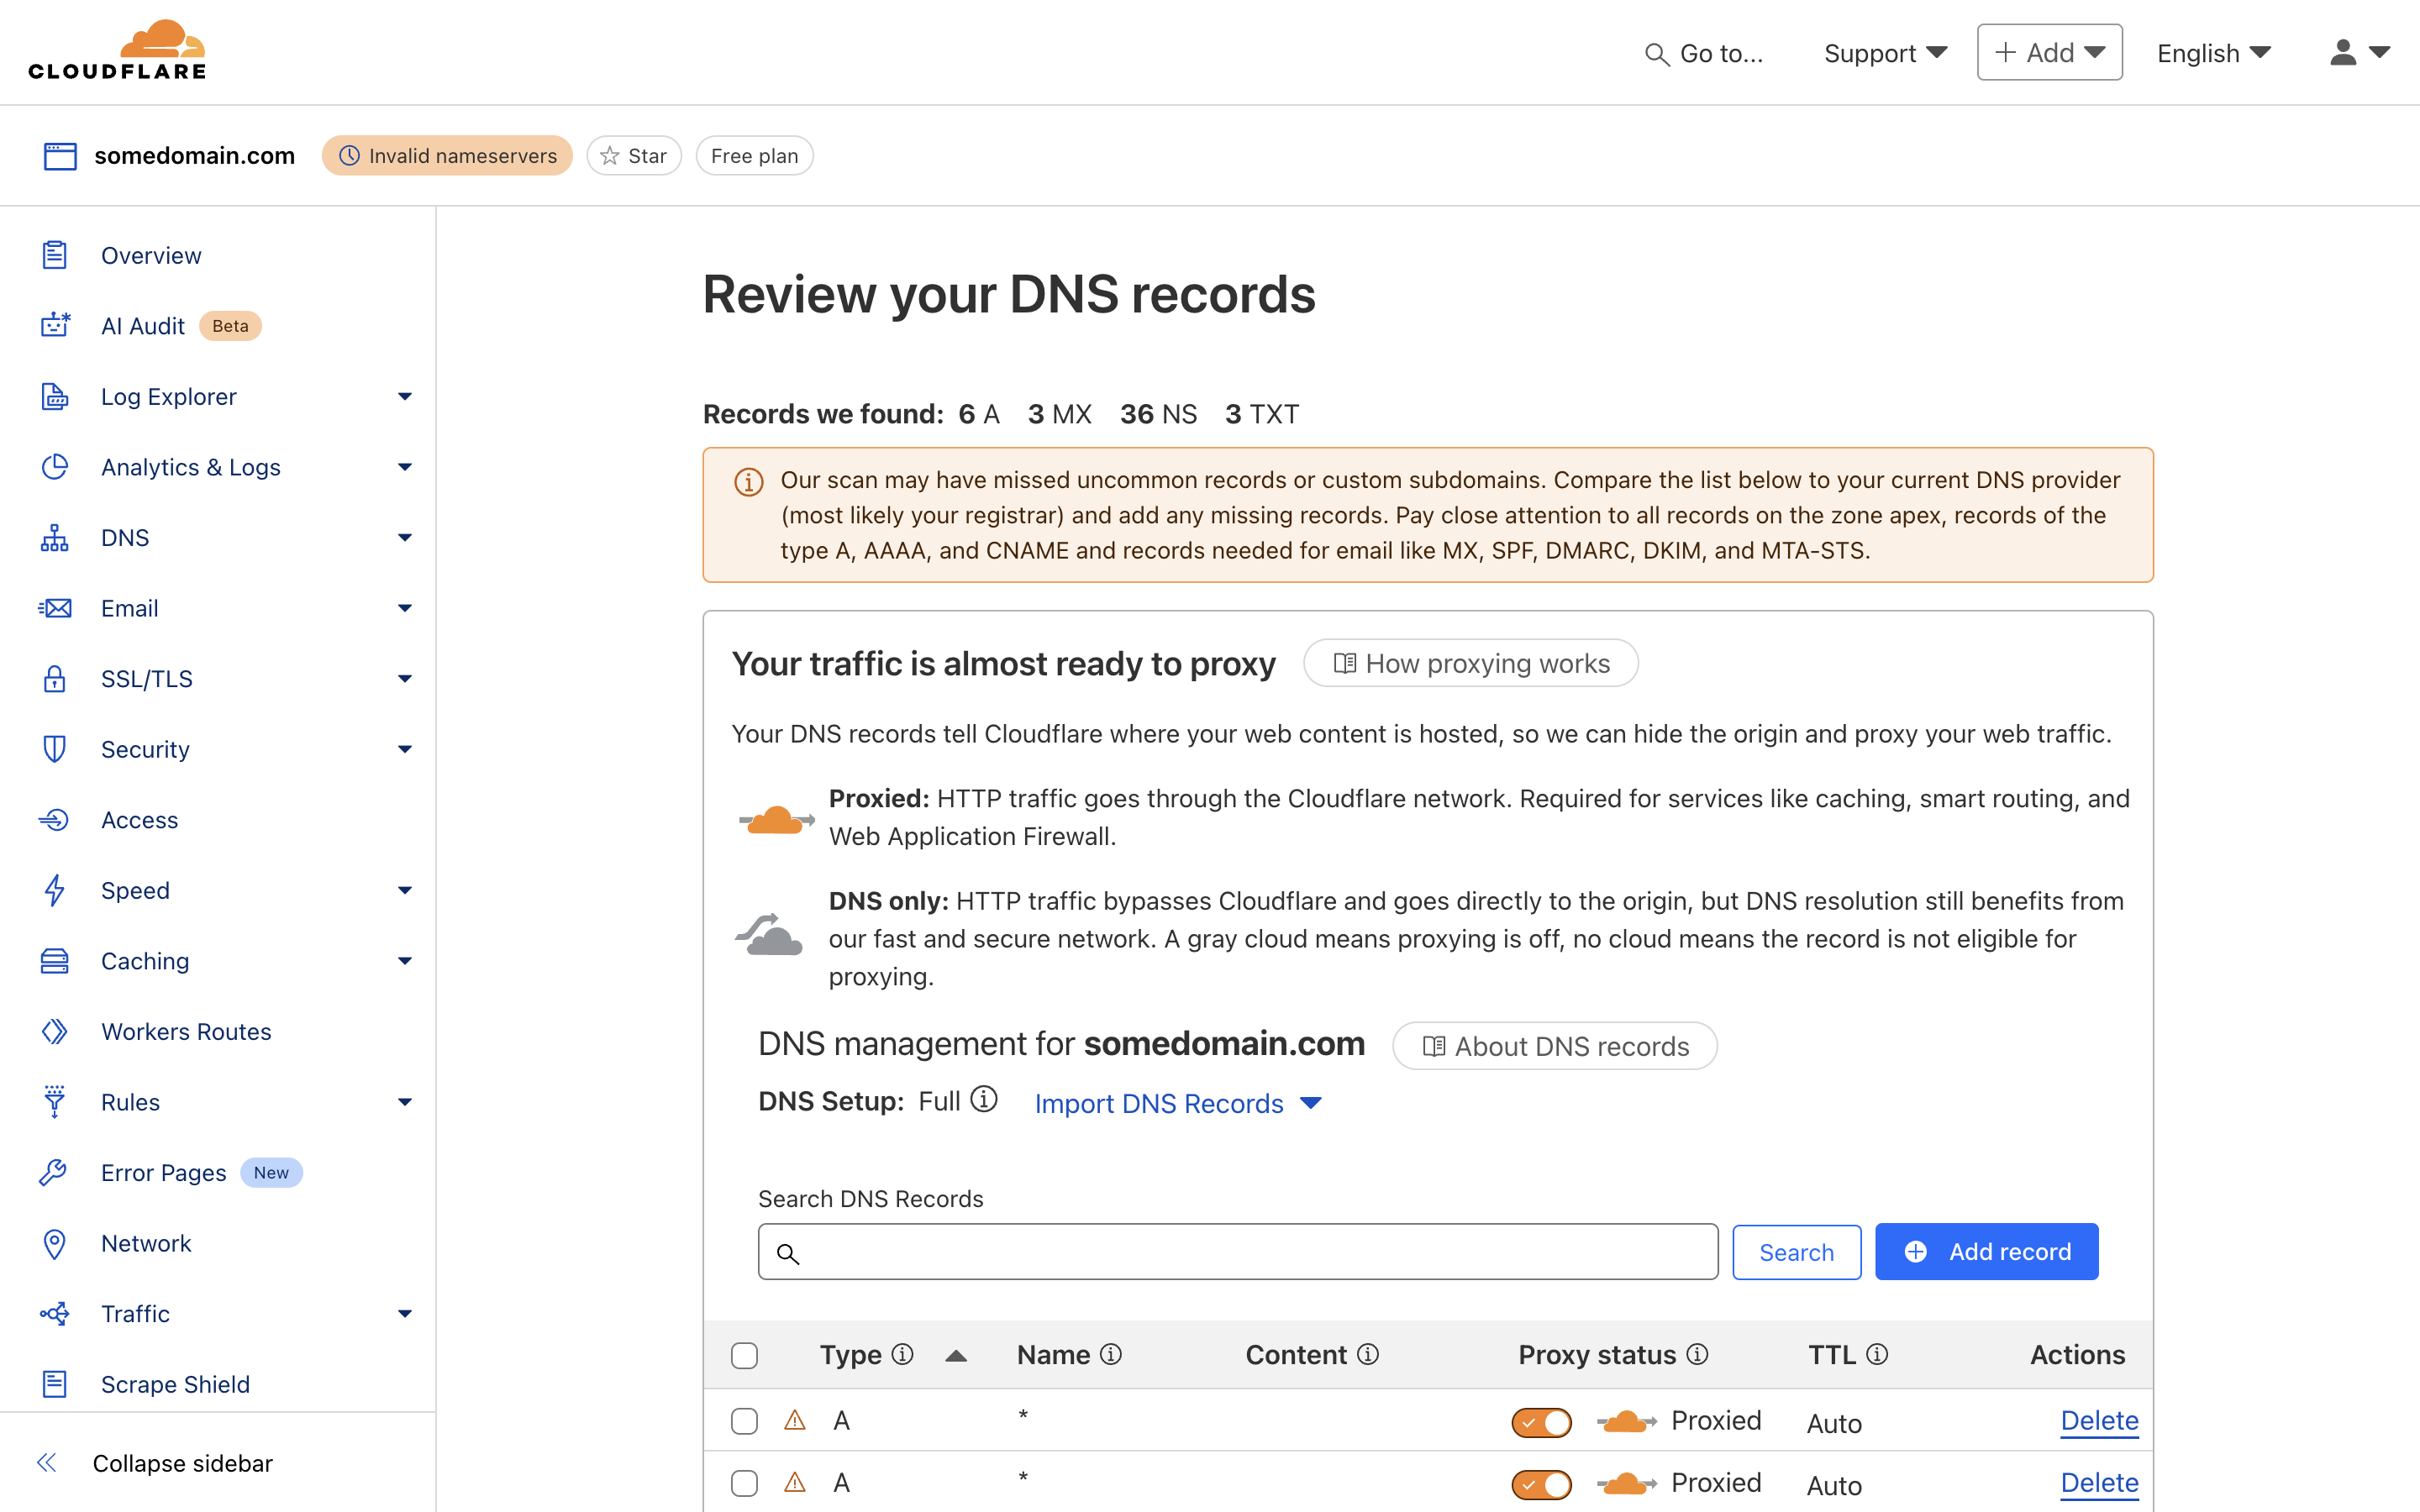 CLOUDFLARE
Go to...
Support
Add
English
somedomain.com
Invalid nameservers
Star
Free plan
Overview
AI Audit Beta
Log Explorer
Analytics & Logs
DNS
Email
SSL/TLS
Security
Access
Speed
Caching
Workers Routes
Rules
Error Pages New
Network
Traffic
Scrape Shield
Collapse sidebar
Review your DNS records
Records we found: 6 A 3 MX 36 NS 3 TXT
Our scan may have missed uncommon records or custom subdomains. Compare the list below to your current DNS provider
(most likely your registrar) and add any missing records. Pay close attention to all records on the zone apex, records of the
type A, AAAA, and CNAME and records needed for email like MX, SPF, DMARC, DKIM, and MTA-STS.
Your traffic is almost ready to proxy
How proxying works
Your DNS records tell Cloudflare where your web content is hosted, so we can hide the origin and proxy your web traffic.
Proxied: HTTP traffic goes through the Cloudflare network. Required for services like caching, smart routing, and
Web Application Firewall.
DNS only: HTTP traffic bypasses Cloudflare and goes directly to the origin, but DNS resolution still benefits from
our fast and secure network. A gray cloud means proxying is off, no cloud means the record is not eligible for
proxying.
DNS management for somedomain.com
About DNS records
DNS Setup: Full
Import DNS Records
Search DNS Records
Search
Add record
Type Name Content Proxy status TTL Actions
A * Proxied Auto Delete
A * Proxied Auto Delete